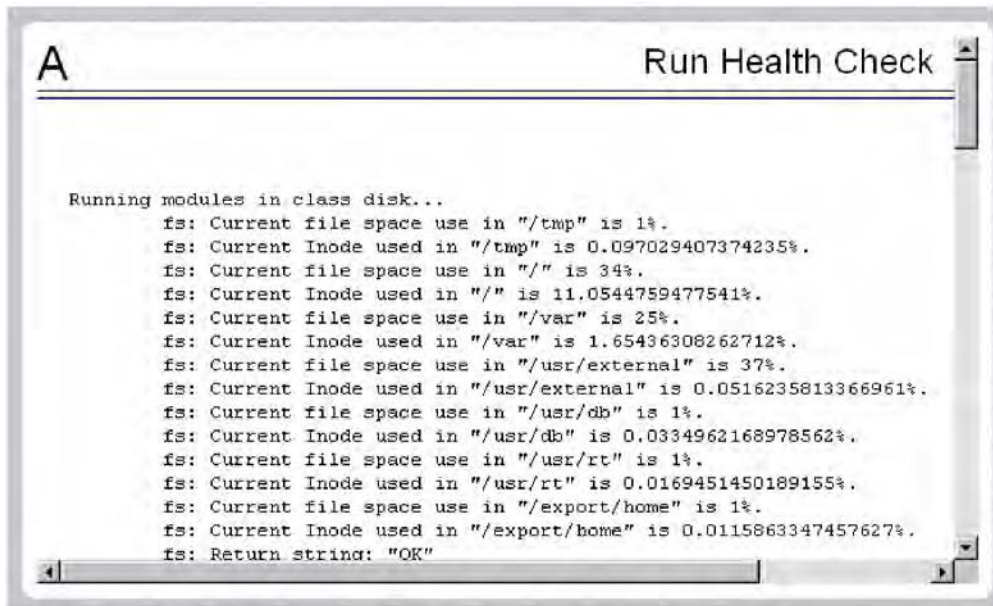 A
Run Health Check
Running modules in class disk...
fs: Current file space use in "/tmp" is 1%.
fs: Current Inode used in "/tmp" is 0.097029407374235%.
fs: Current file space use in "/" is 34%.
fs: Current Inode used in "/" is 11.0544759477541%.
fs: Current file space use in "/var" is 25%.
fs: Current Inode used in "/var" is 1.65436308262712%.
fs: Current file space use in "/usr/external" is 37%.
fs: Current Inode used in "/usr/external" is 0.0516235813366961%.
fs: Current file space use in "/usr/db" is 1%.
fs: Current Inode used in "/usr/db" is 0.0334962168978562%.
fs: Current file space use in "/usr/rt" is 1%.
fs: Current Inode used in "/usr/rt" is 0.0169451450189155%.
fs: Current file space use in "/export/home" is 1%.
fs: Current Inode used in "/export/home" is 0.0115863347457627%.
fs: Return string: "OK"